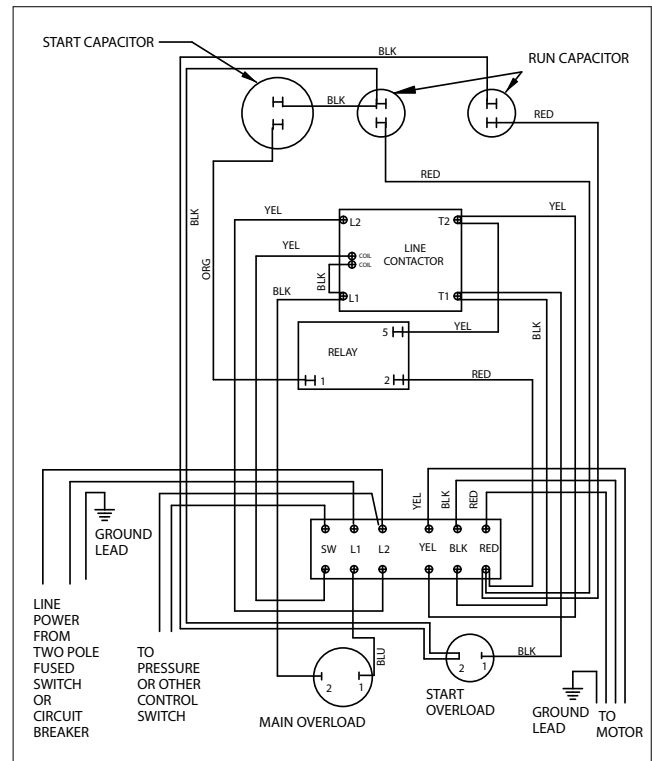 START CAPACITOR
BLK
RUN CAPACITOR
BLK
RED
RED
BLK
ORG
YEL
YEL
L2
T2
YEL
LINE
CONTACTOR
COIL
COIL
BLK
BLK
L1
T1
BLK
5
YEL
RELAY
1
2
RED
YEL
BLK
RED
GROUND
LEAD
SW
L1
L2
YEL
BLK
RED
LINE
POWER
FROM
TWO POLE
FUSED
SWITCH
OR
CIRCUIT
BREAKER
TO
PRESSURE
OR OTHER
CONTROL
SWITCH
BLU
2
1
MAIN OVERLOAD
2
1
BLK
START
OVERLOAD
GROUND
LEAD
TO
MOTOR